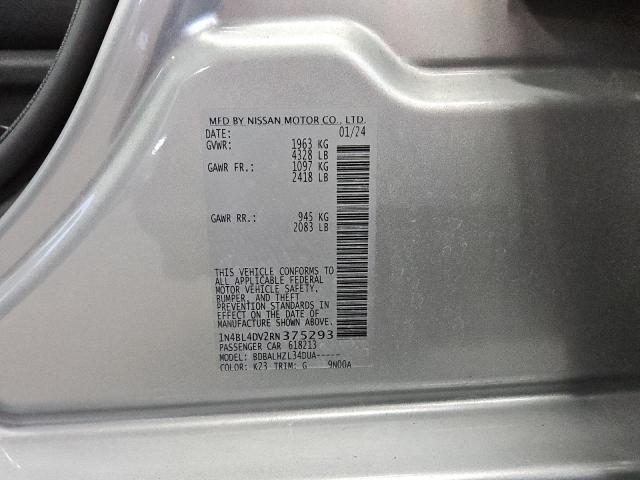 MFD BY NISSAN MOTOR CO., LTD.
DATE: 01/24
GVWR: 1963 KG
4328 LB
GAWR FR.: 1097 KG
2418 LB
GAWR RR.: 945 KG
2083 LB
THIS VEHICLE CONFORMS TO
ALL APPLICABLE FEDERAL
MOTOR VEHICLE SAFETY,
BUMPER, AND THEFT
PREVENTION STANDARDS IN
EFFECT ON THE DATE OF
MANUFACTURE SHOWN ABOVE.
1N4BL4DV2RN375293
PASSENGER CAR 618213
MODEL: BDBALHZL34DUA-----
COLOR: K23 TRIM: G 9N00A